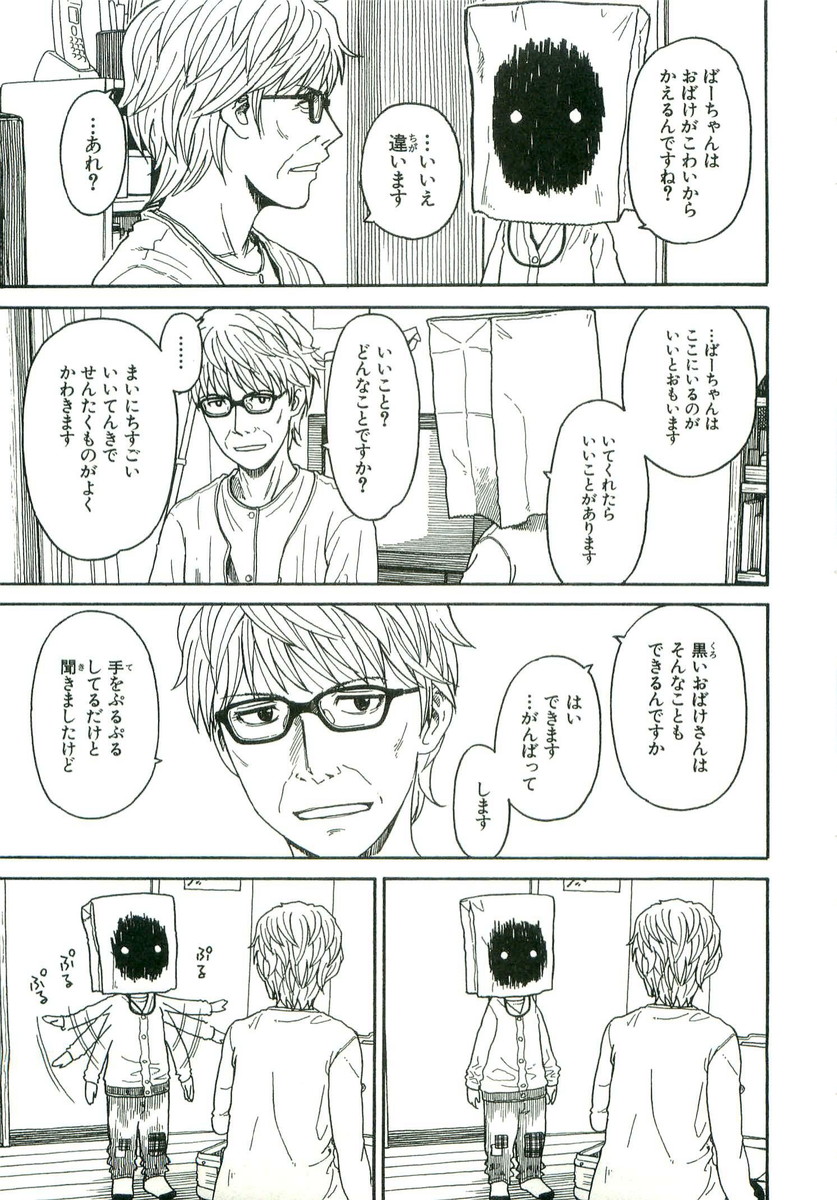 ばーちゃんは
おばけがこわいから
かえるんですね?
…いいえ
違います
…あれ?
…ばーちゃんは
ここにいるのが
いいとおもいます
いてくれたら
いいことがあります
いいこと?
どんなことですか?
……
まいにちすごい
いいてんきで
せんたくものがよく
かわきます
黒いおばけさんは
そんなことも
できるんですか
はい
できます
…がんばって
します
手をぷるぷる
してるだけと
聞きましたけど
ぷる
ぷる
ぷる